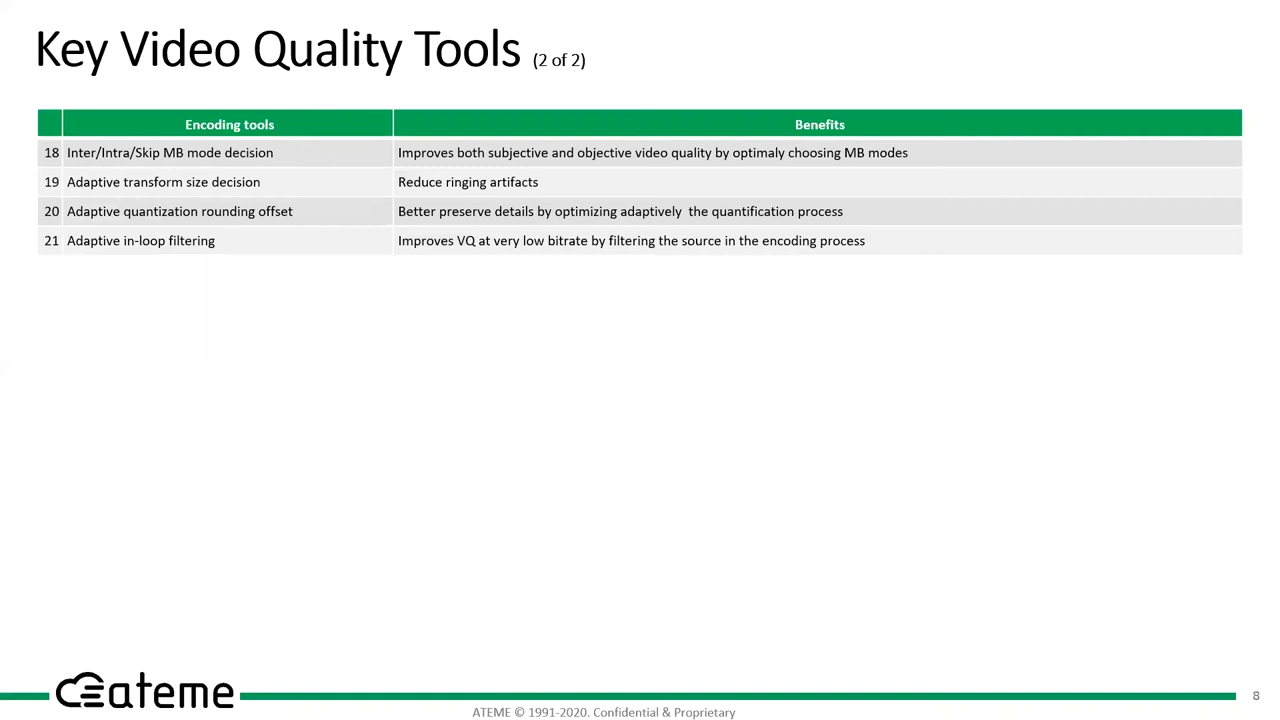 Key Video Quality Tools (2 of 2)
Encoding tools Benefits
18 Inter/Intra/Skip MB mode decision Improves both subjective and objective video quality by optimaly choosing MB modes
19 Adaptive transform size decision Reduce ringing artifacts
20 Adaptive quantization rounding offset Better preserve details by optimizing adaptively the quantification process
21 Adaptive in-loop filtering Improves VQ at very low bitrate by filtering the source in the encoding process
ateme
8
ATEME © 1991-2020. Confidential & Proprietary